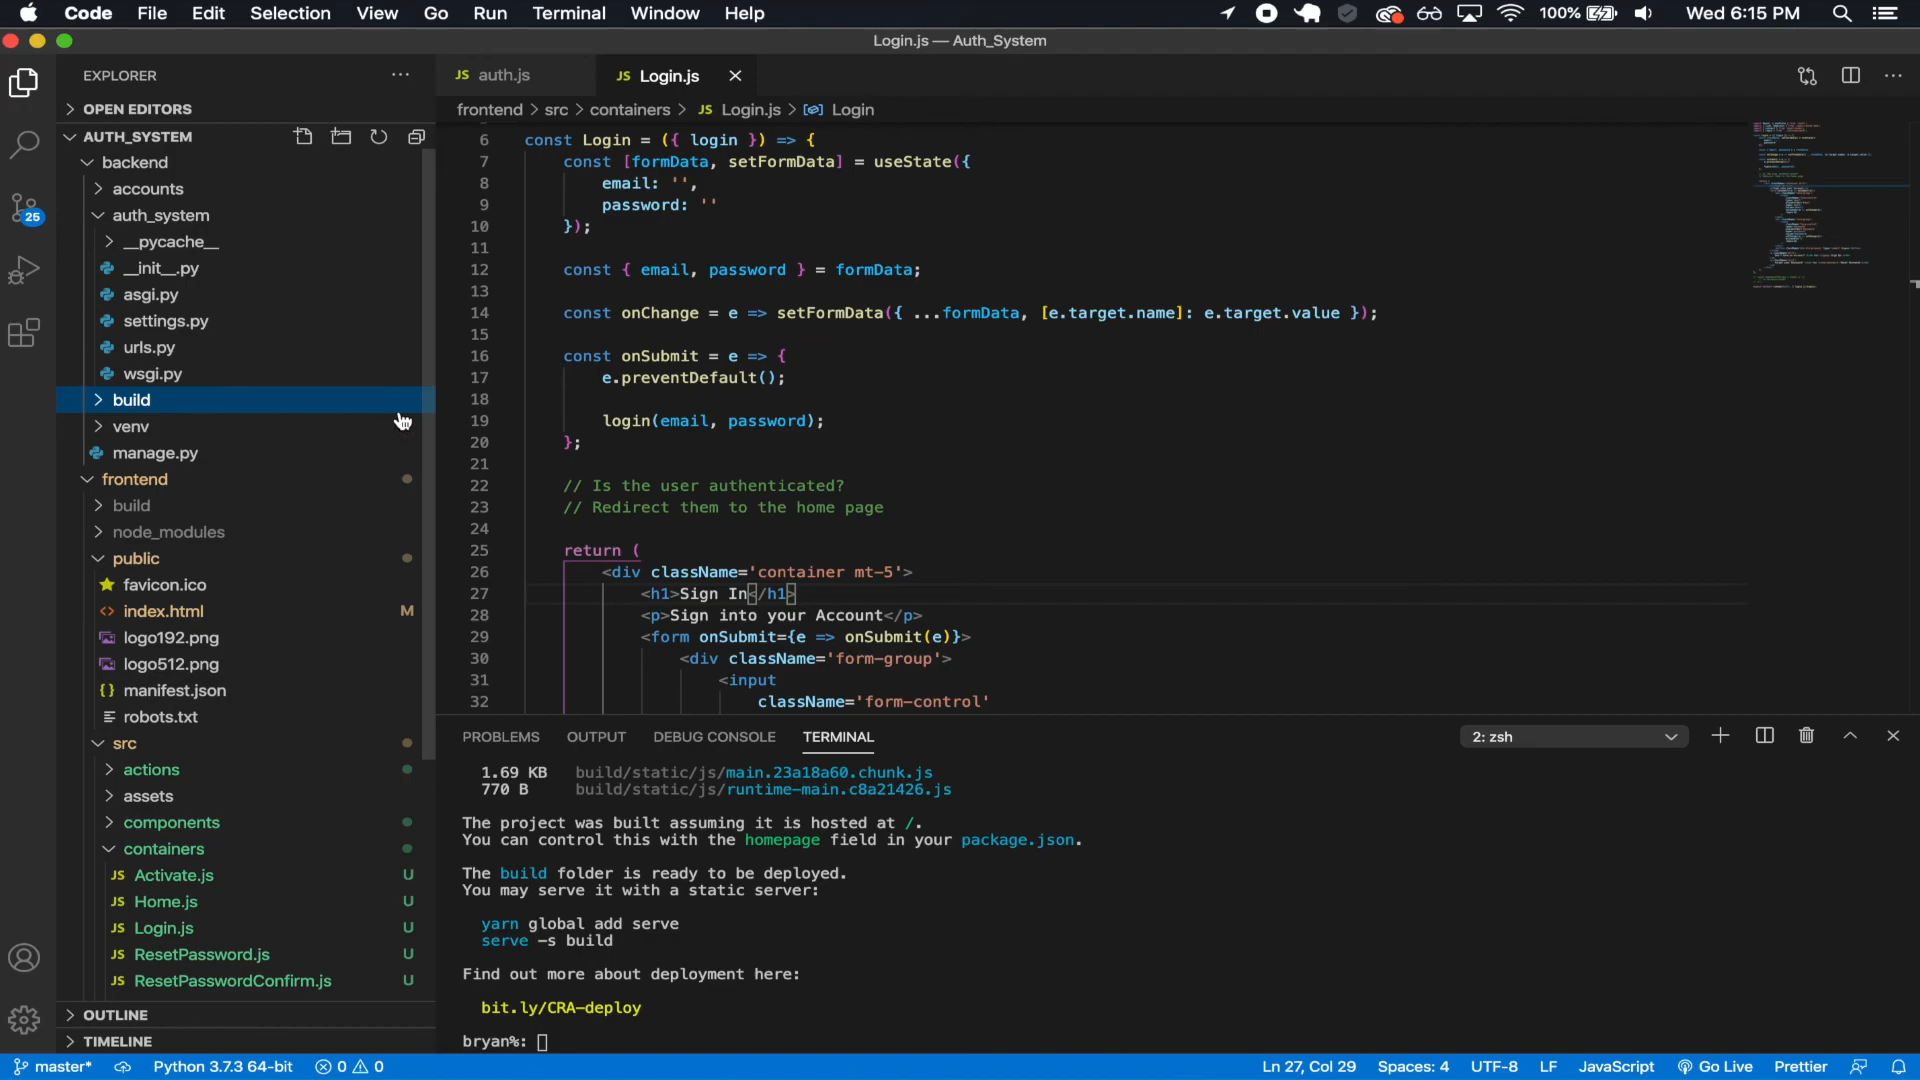 Code File Edit Selection View Go Run Terminal Window Help 100% Wed 6:15 PM
Login.js — Auth_System
EXPLORER
OPEN EDITORS
AUTH_SYSTEM
backend
accounts
auth_system
__pycache__
__init__.py
asgi.py
settings.py
urls.py
wsgi.py
build
venv
manage.py
frontend
build
node_modules
public
favicon.ico
index.html M
logo192.png
logo512.png
manifest.json
robots.txt
src
actions
assets
components
containers
JS Activate.js U
JS Home.js U
JS Login.js U
JS ResetPassword.js U
JS ResetPasswordConfirm.js U
OUTLINE
TIMELINE
25
JS auth.js JS Login.js
frontend > src > containers > JS Login.js > Login
6 const Login = ({ login }) => {
7 const [formData, setFormData] = useState({
8 email: '',
9 password: ''
10 });
11
12 const { email, password } = formData;
13
14 const onChange = e => setFormData({ ...formData, [e.target.name]: e.target.value });
15
16 const onSubmit = e => {
17 e.preventDefault();
18
19 login(email, password);
20 };
21
22 // Is the user authenticated?
23 // Redirect them to the home page
24
25 return (
26 <div className='container mt-5'>
27 <h1>Sign In</h1>
28 <p>Sign into your Account</p>
29 <form onSubmit={e => onSubmit(e)}>
30 <div className='form-group'>
31 <input
32 className='form-control'
PROBLEMS OUTPUT DEBUG CONSOLE TERMINAL 2: zsh
1.69 KB build/static/js/main.23a18a60.chunk.js
770 B build/static/js/runtime-main.c8a21426.js
The project was built assuming it is hosted at /.
You can control this with the homepage field in your package.json.
The build folder is ready to be deployed.
You may serve it with a static server:
yarn global add serve
serve -s build
Find out more about deployment here:
bit.ly/CRA-deploy
bryan%:
master* Python 3.7.3 64-bit 0 0 Ln 27, Col 29 Spaces: 4 UTF-8 LF JavaScript Go Live Prettier